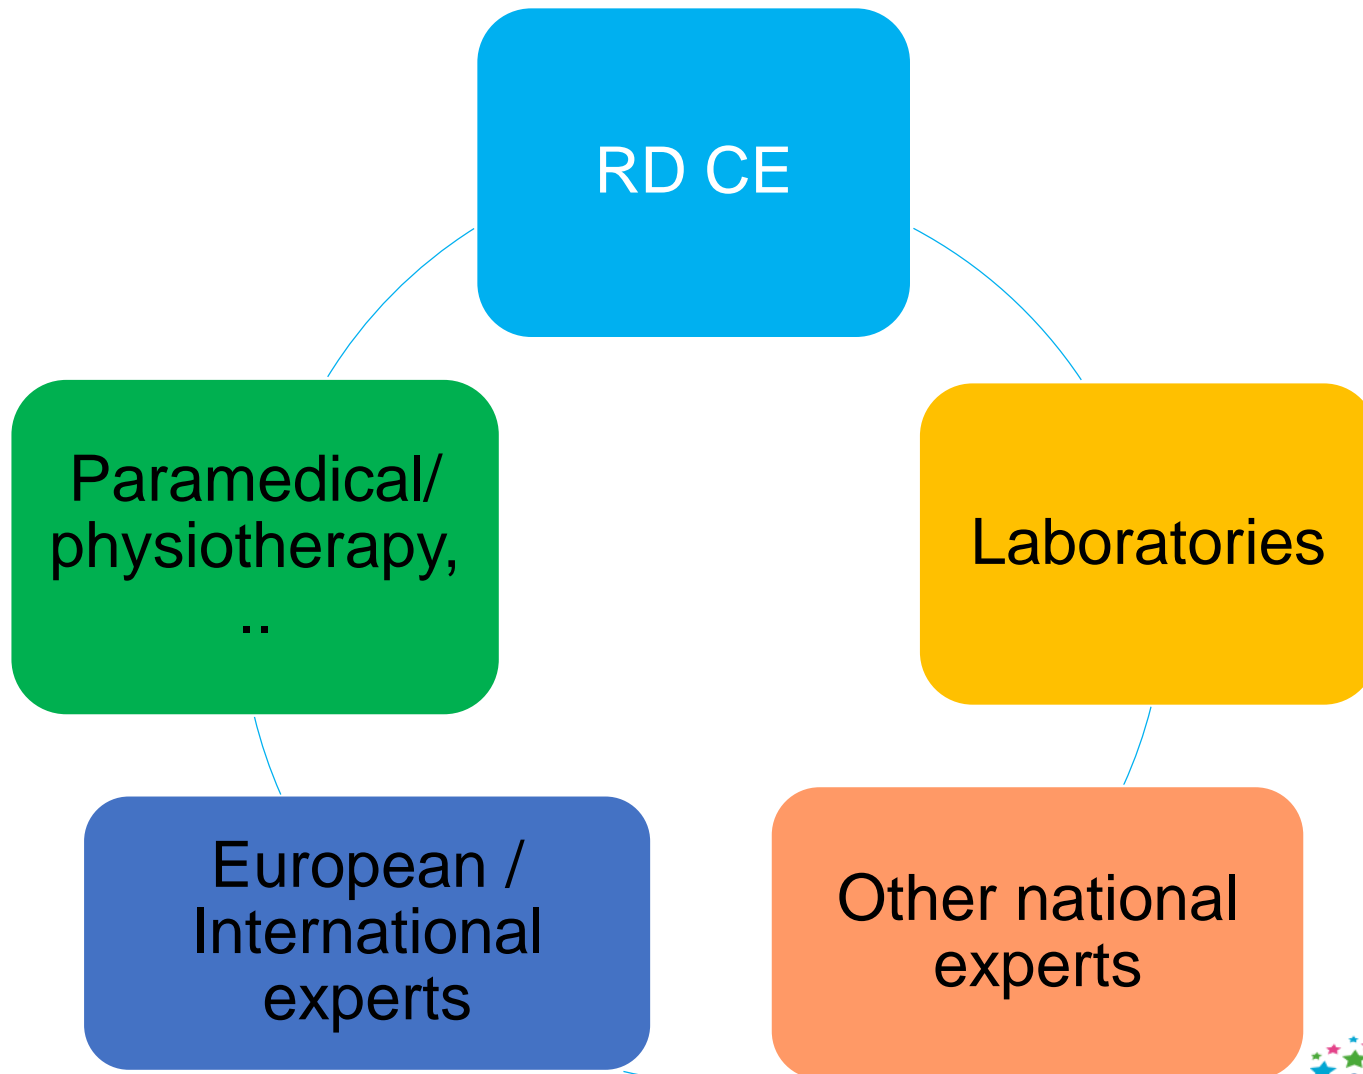 RD CE
Paramedical/
physiotherapy,
..
Laboratories
European /
International
experts
Other national
experts